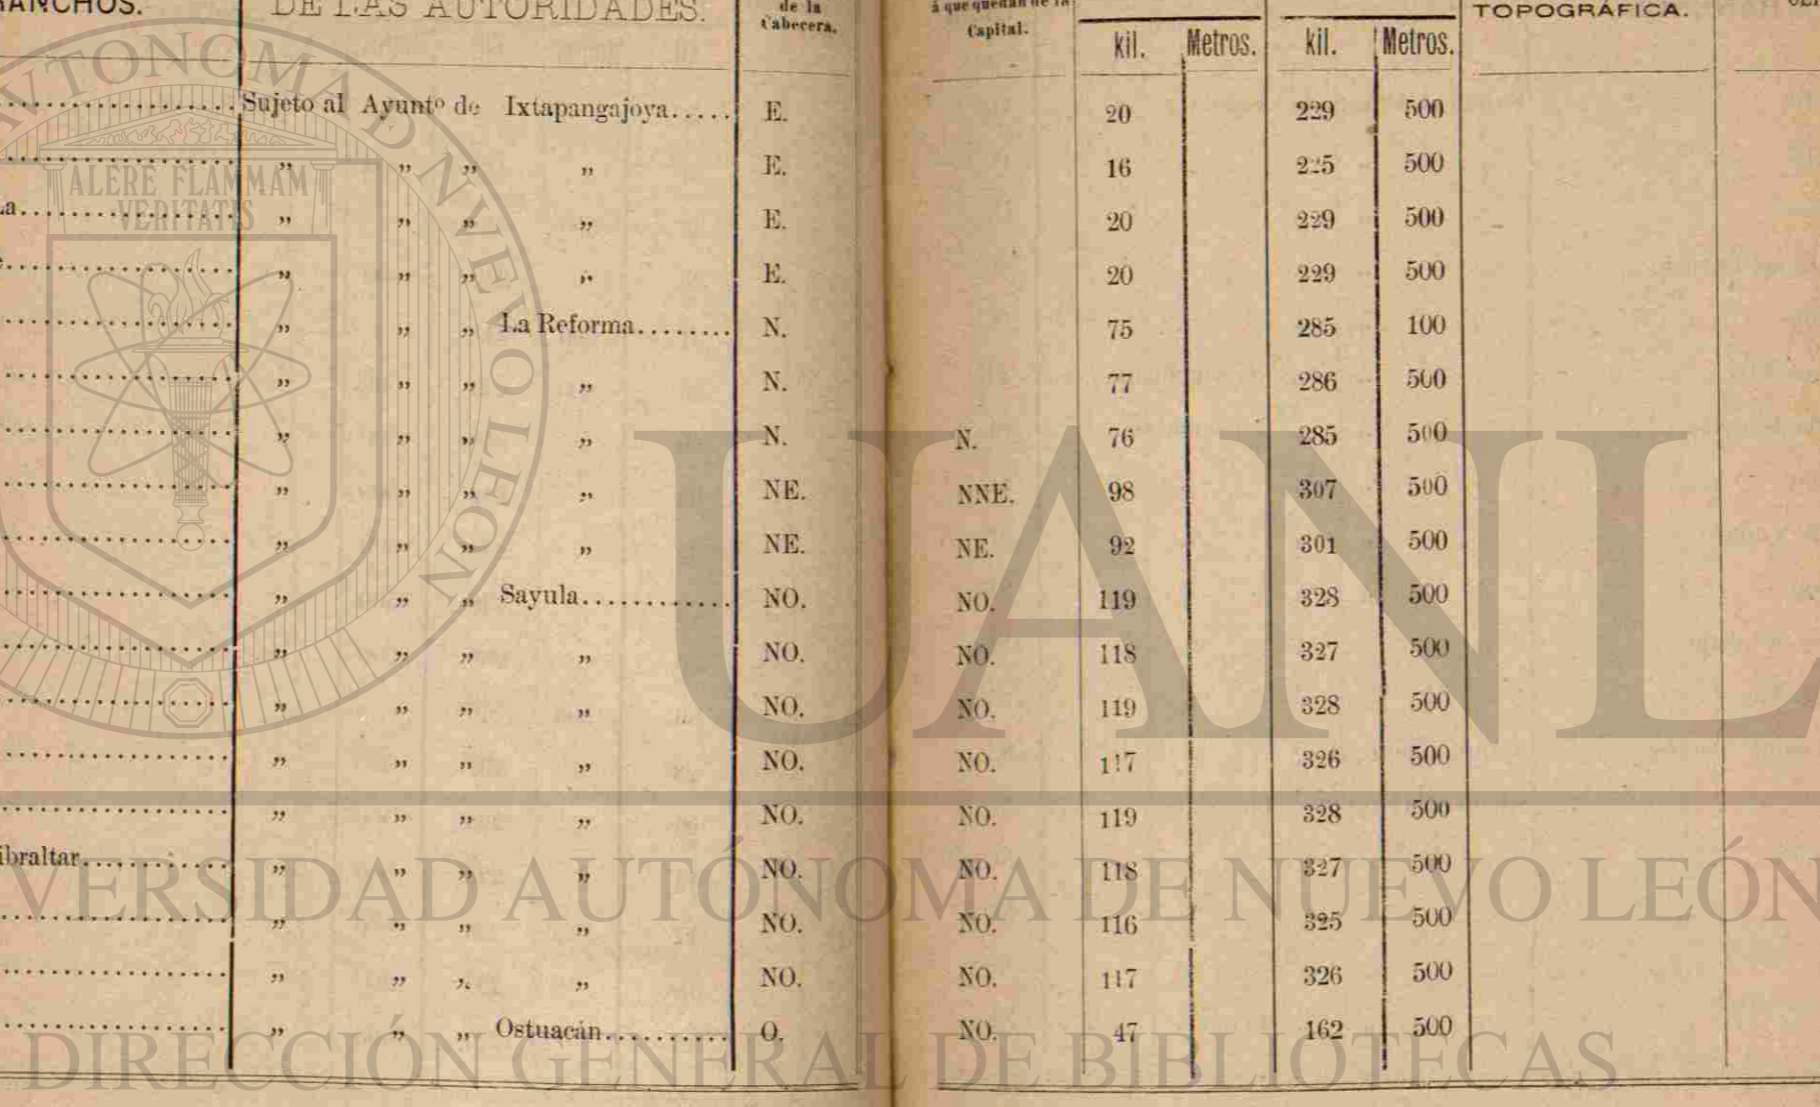 RANCHOS. DE LAS AUTORIDADES. de la Cabecera. á que quedan de la Capital. kil. Metros. kil. Metros. TOPOGRÁFICA.
Sujeto al Ayuntº de Ixtapangajoya..... E. 20 229 500
„ „ „ „ E. 16 225 500
a „ „ „ „ E. 20 229 500
„ „ „ „ E. 20 229 500
„ „ „ La Reforma........ N. 75 285 100
„ „ „ „ N. 77 286 500
„ „ „ „ N. N. 76 285 500
„ „ „ „ NE. NNE. 98 307 500
„ „ „ „ NE. NE. 92 301 500
„ „ „ Sayula............ NO. NO. 119 328 500
„ „ „ „ NO. NO. 118 327 500
„ „ „ „ NO. NO. 119 328 500
„ „ „ „ NO. NO. 117 326 500
„ „ „ „ NO. NO. 119 328 500
ibraltar............ „ „ „ „ NO. NO. 118 327 500
„ „ „ „ NO. NO. 116 325 500
„ „ „ „ NO. NO. 117 326 500
„ „ „ Ostuacán.......... O. NO. 47 162 500
ALERE FLAMMAM
VERITATIS
UANL
VERSIDAD AUTÓNOMA DE NUEVO LEÓN
DIRECCIÓN GENERAL DE BIBLIOTECAS